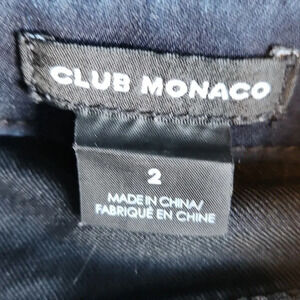 CLUB MONACO
2
MADE IN CHINA/
FABRIQUÉ EN CHINE